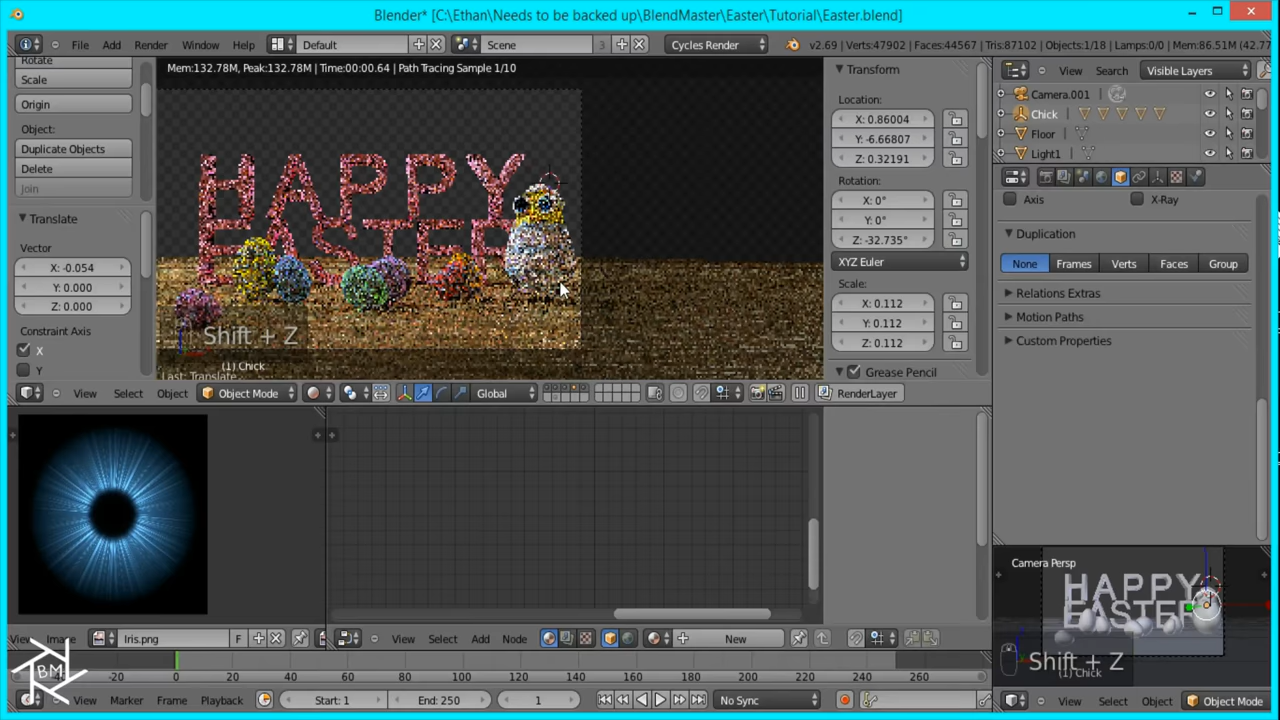 Blender* [C:\Ethan\Needs to be backed up\BlendMaster\Easter\Tutorial\Easter.blend]
File Add Render Window Help Default Scene 3 Cycles Render v2.69 | Verts:47902 | Faces:44567 | Tris:87102 | Objects:1/18 | Lamps:0/0 | Mem:86.51M (42.77
Rotate
Scale
Origin
Object:
Duplicate Objects
Delete
Join
Translate
Vector
X: -0.054
Y: 0.000
Z: 0.000
Constraint Axis
X
Y
Mem:132.78M, Peak:132.78M | Time:00:00.64 | Path Tracing Sample 1/10
HAPPY
EASTER
Shift + Z
(1) Chick
Last: Translate
Transform
Location:
X: 0.86004
Y: -6.66807
Z: 0.32191
Rotation:
X: 0°
Y: 0°
Z: -32.735°
XYZ Euler
Scale:
X: 0.112
Y: 0.112
Z: 0.112
Grease Pencil
View Select Object Object Mode Global RenderLayer
View Search Visible Layers
Camera.001
Chick
Floor
Light1
Axis X-Ray
Duplication
None Frames Verts Faces Group
Relations Extras
Motion Paths
Custom Properties
View Image Iris.png F
View Select Add Node New
Camera Persp
HAPPY
EASTER
Shift + Z
(1) Chick
BM
-20 0 20 40 60 80 100 120 140 160 180 200 220 240 260
View Marker Frame Playback Start: 1 End: 250 1 No Sync
View Select Object Object Mode